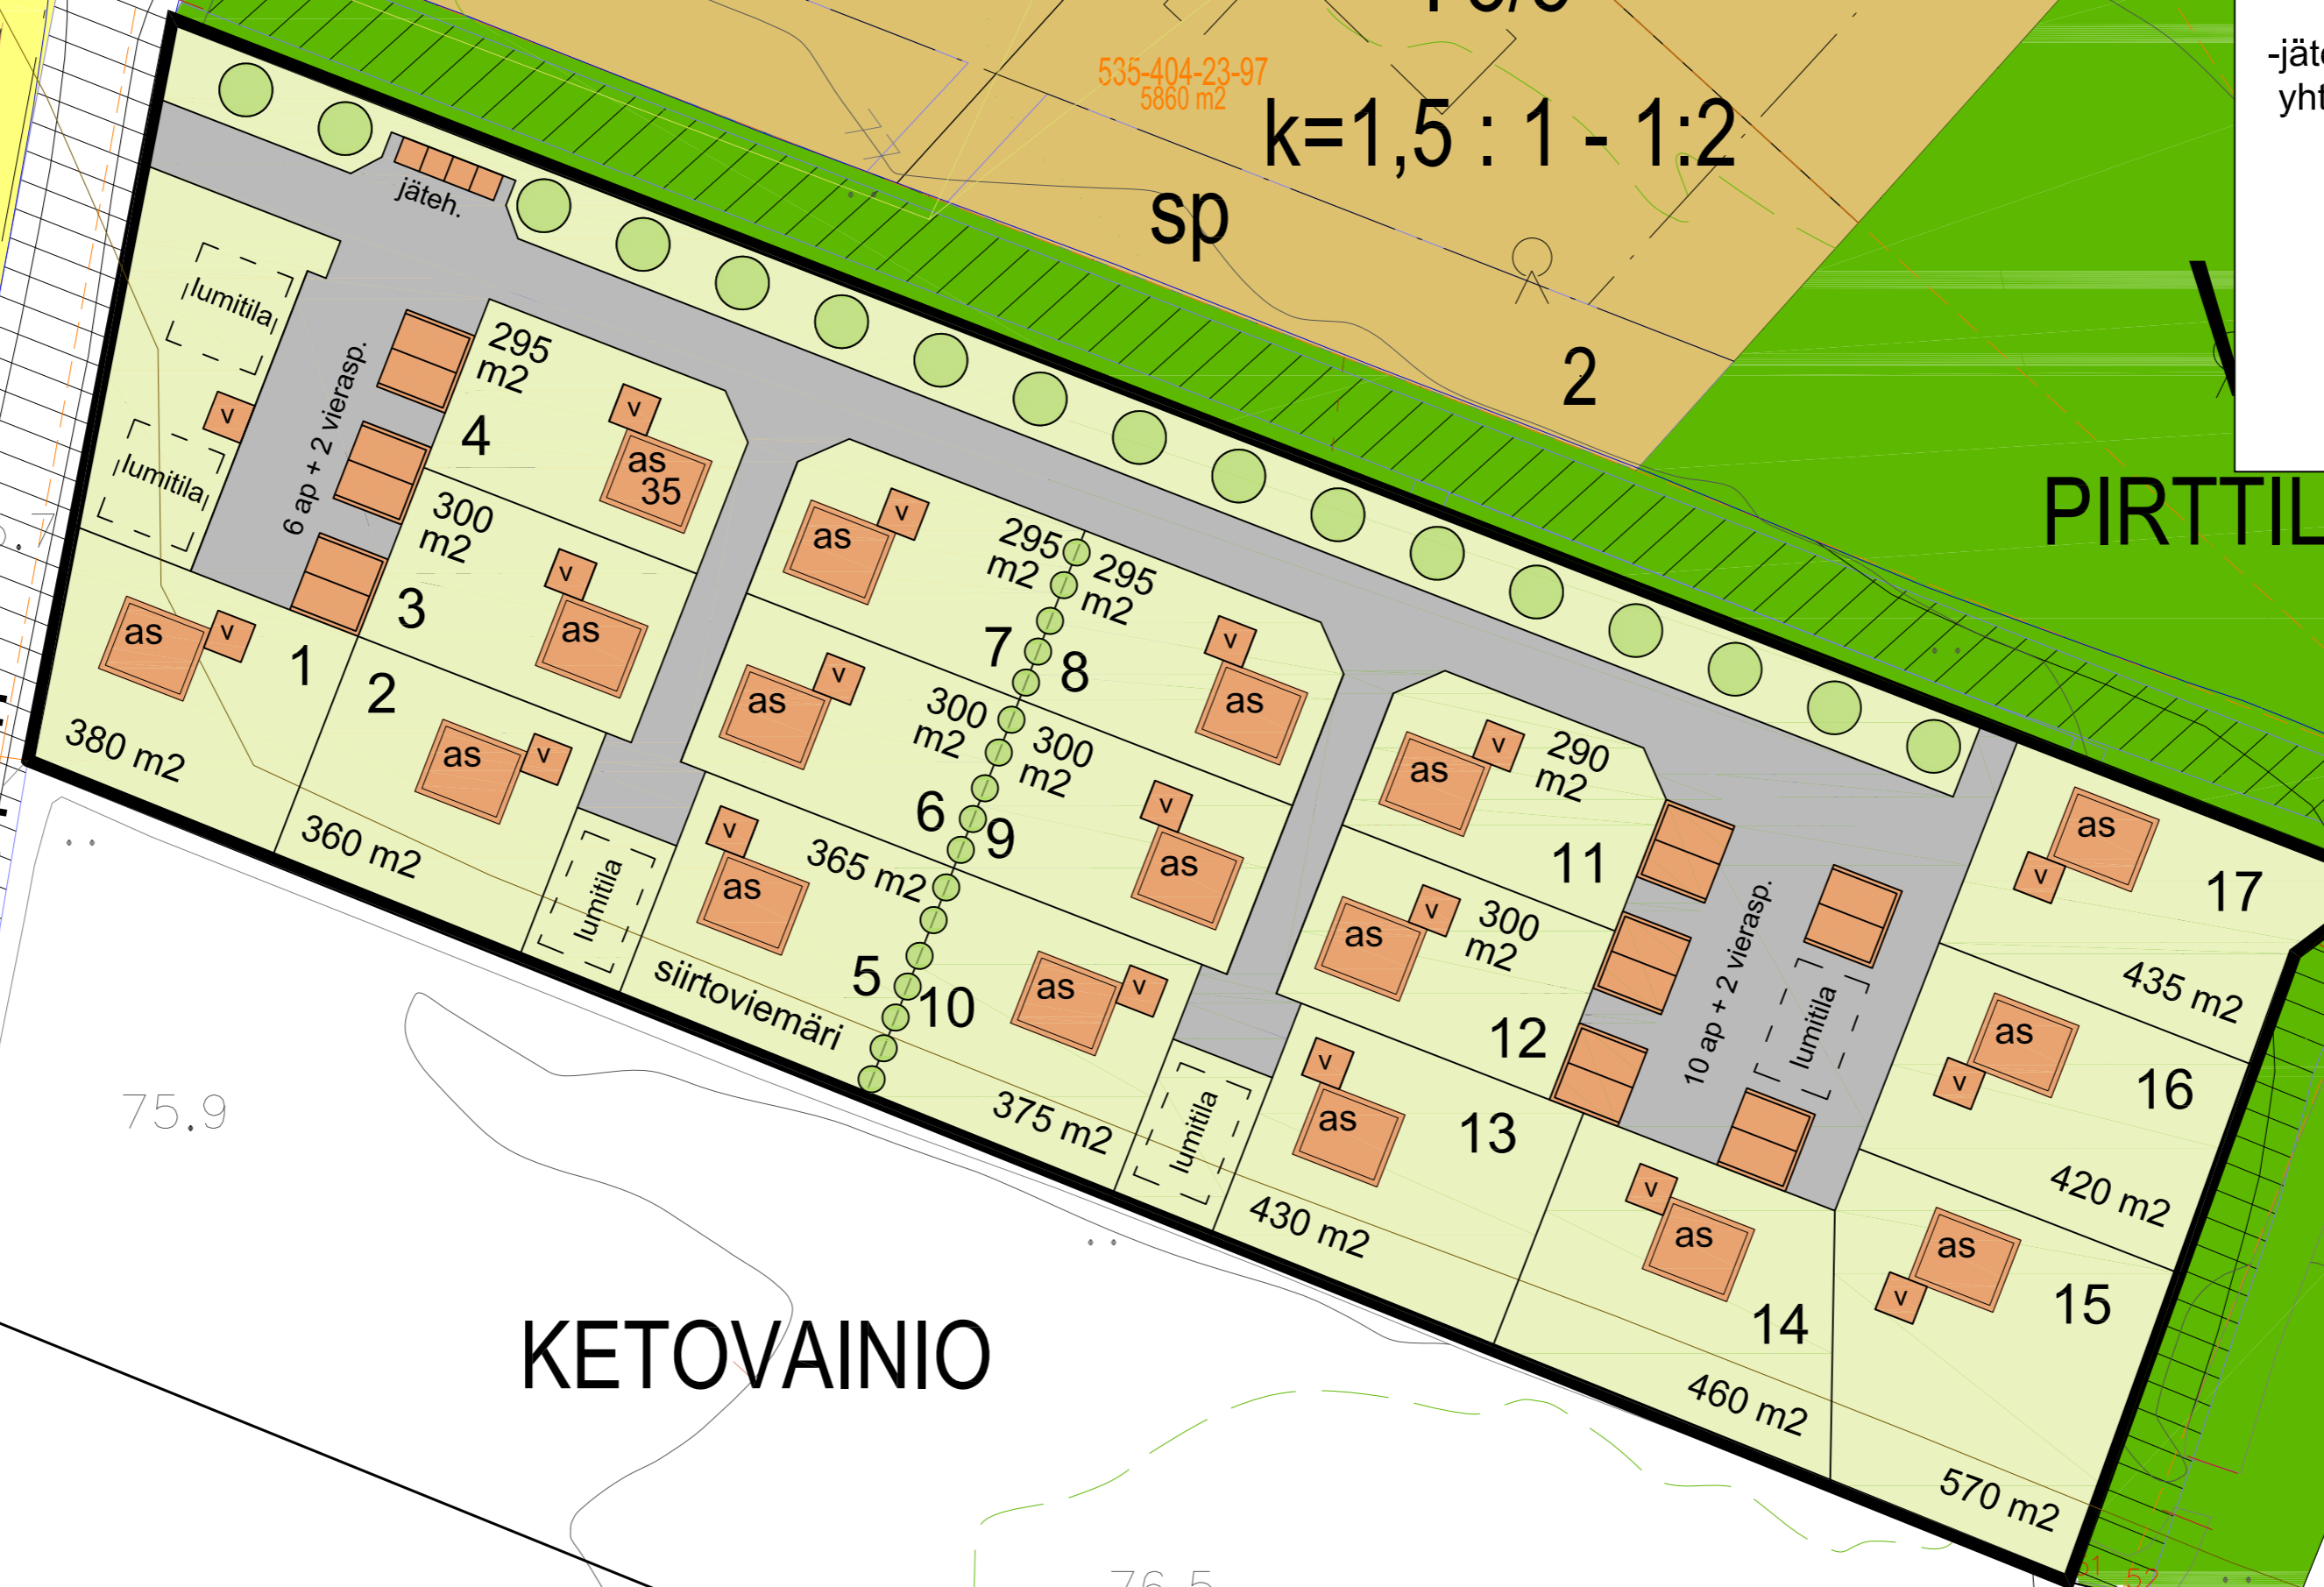 535-404-23-97
5860 m2
k=1,5 : 1 - 1:2
sp
2
-jäte
yht
PIRTTIL
jäteh.
lumitila
lumitila
v
6 ap + 2 vierasp.
295
m2
4
v
as
35
300
m2
3
v
as
as
v
1
380 m2
2
as
v
360 m2
lumitila
as
v
295
m2
7
295
m2
8
v
as
as
v
300
m2
6
300
m2
9
v
as
v
as
365 m2
5
siirtoviemäri
10
as
v
375 m2
lumitila
as
v
290
m2
11
as
v
300
m2
12
v
as
13
430 m2
10 ap + 2 vierasp.
lumitila
v
as
14
460 m2
as
v
17
435 m2
as
v
16
420 m2
as
v
15
570 m2
75.9
KETOVAINIO
52